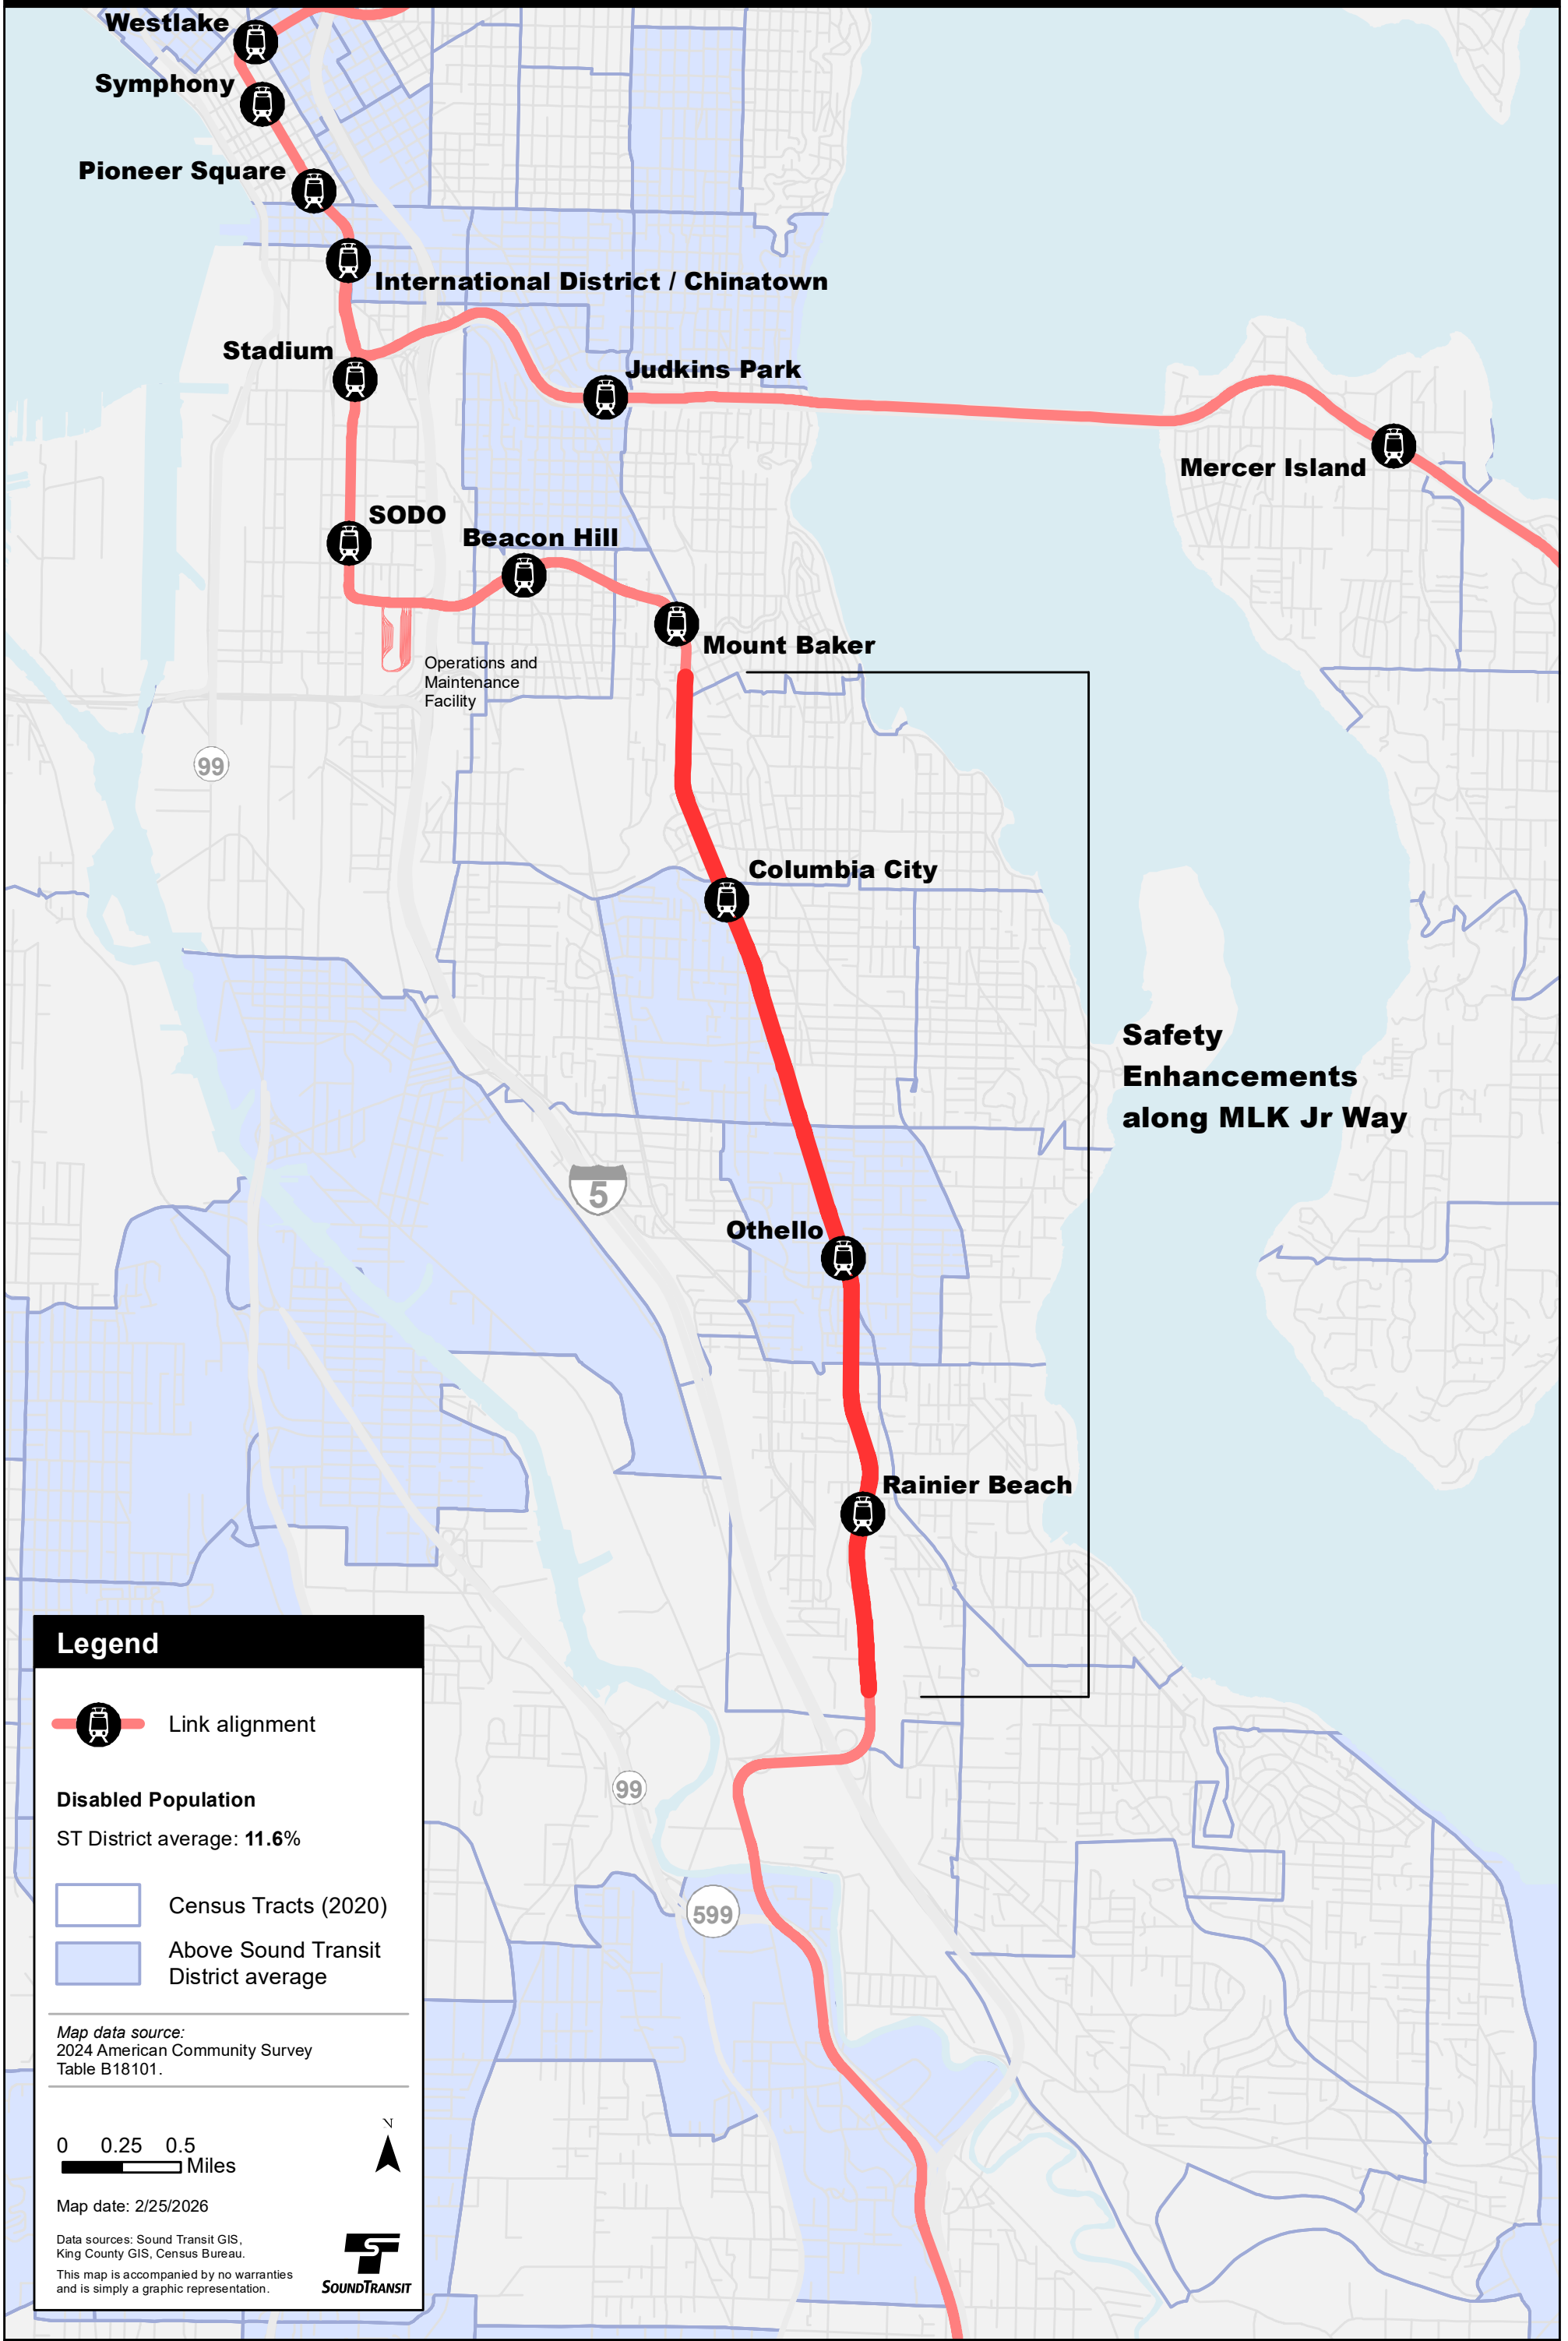 Westlake
Symphony
Pioneer Square
International District / Chinatown
Stadium
Judkins Park
Mercer Island
SODO
Beacon Hill
Mount Baker
Operations and
Maintenance
Facility
99
Columbia City
Safety
Enhancements
along MLK Jr Way
5
Othello
Rainier Beach
99
599
Legend
Link alignment
Disabled Population
ST District average: 11.6%
Census Tracts (2020)
Above Sound Transit
District average
Map data source:
2024 American Community Survey
Table B18101.
N
0 0.25 0.5
Miles
Map date: 2/25/2026
Data sources: Sound Transit GIS,
King County GIS, Census Bureau.
This map is accompanied by no warranties
and is simply a graphic representation.
SOUNDTRANSIT